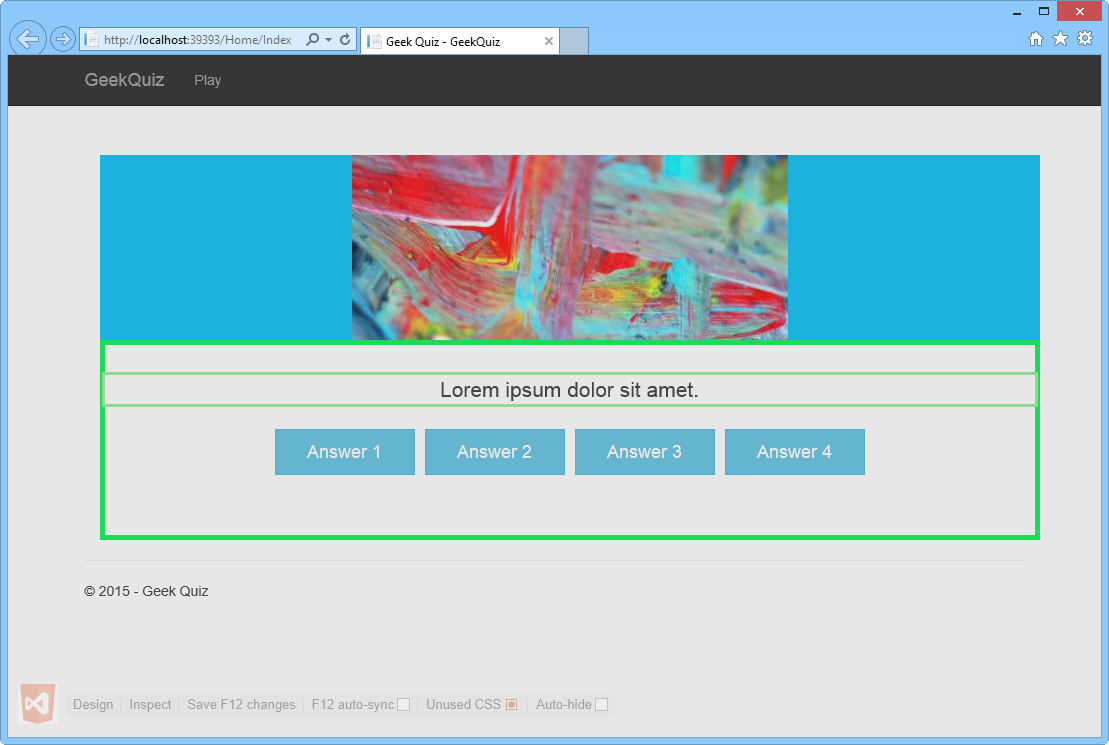 http://localhost:39393/Home/Index
Geek Quiz - GeekQuiz
GeekQuiz
Play
Lorem ipsum dolor sit amet.
Answer 1
Answer 2
Answer 3
Answer 4
© 2015 - Geek Quiz
Design
Inspect
Save F12 changes
F12 auto-sync
Unused CSS
Auto-hide